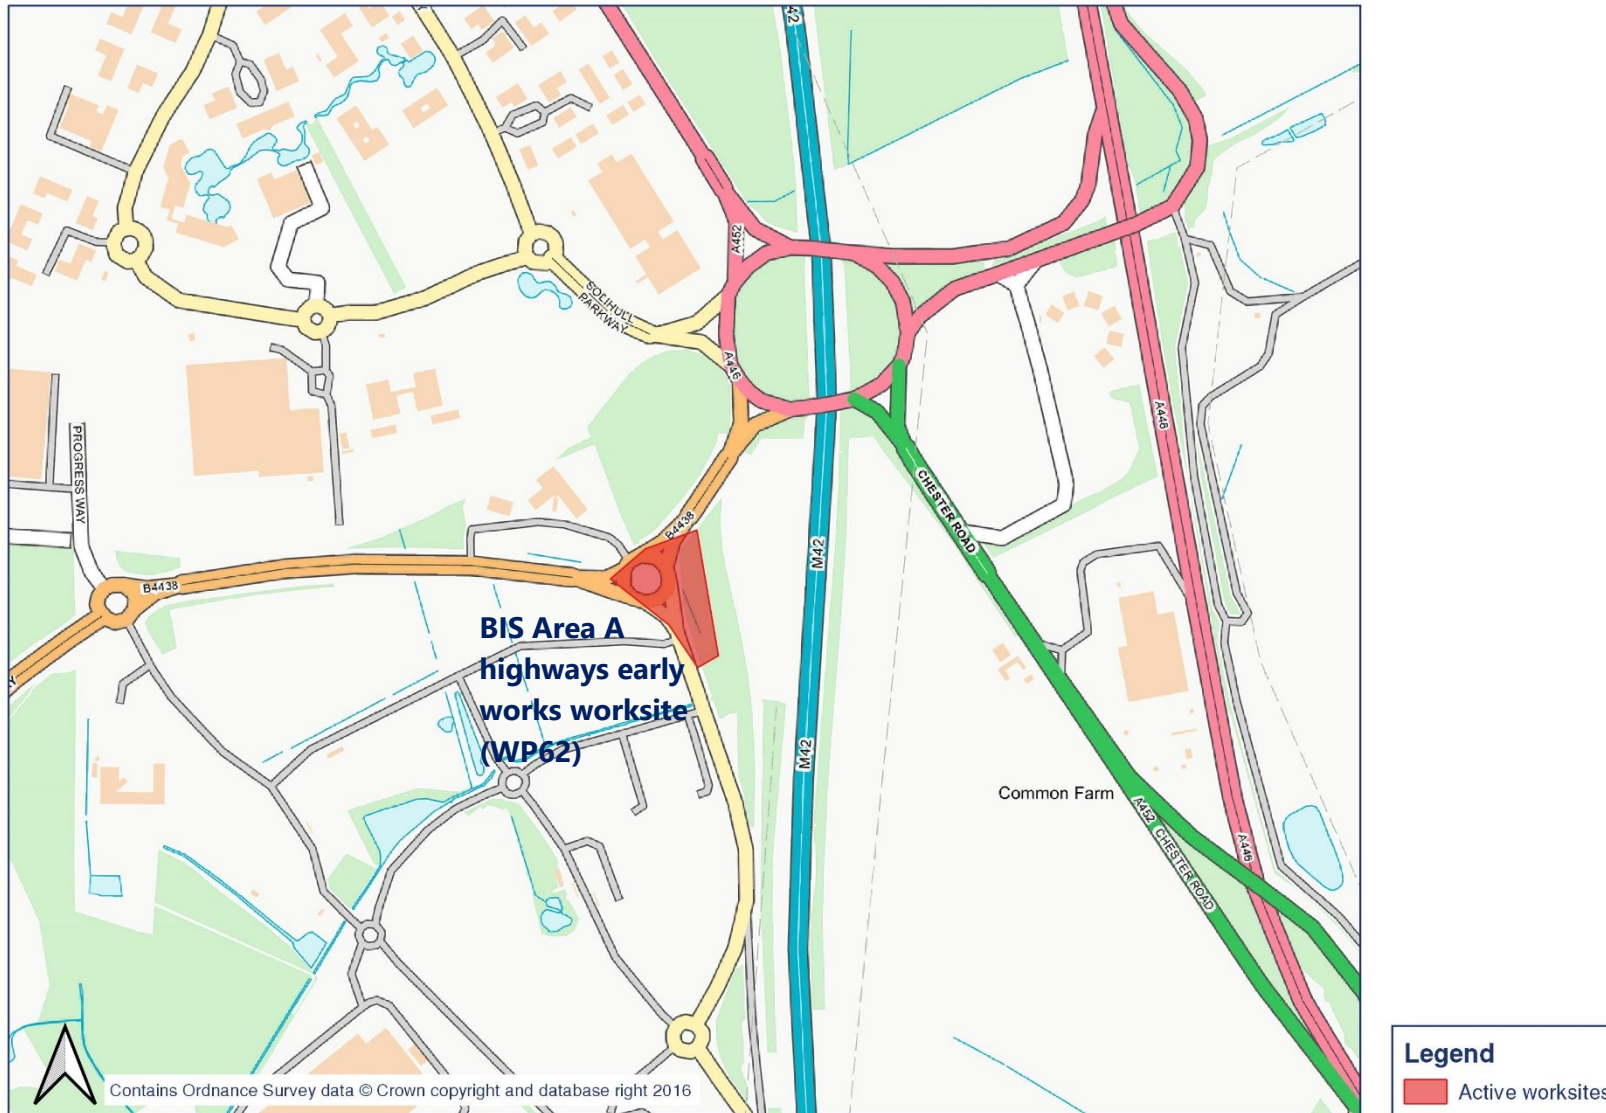 42
A452
SOLIHULL
PARKWAY
A446
PROGRESS WAY
CHESTER ROAD
A446
B4438
M42
B4438
BIS Area A
highways early
works worksite
(WP62)
M42
Common Farm
A452 CHESTER ROAD
A446
Contains Ordnance Survey data © Crown copyright and database right 2016
Legend
Active worksites